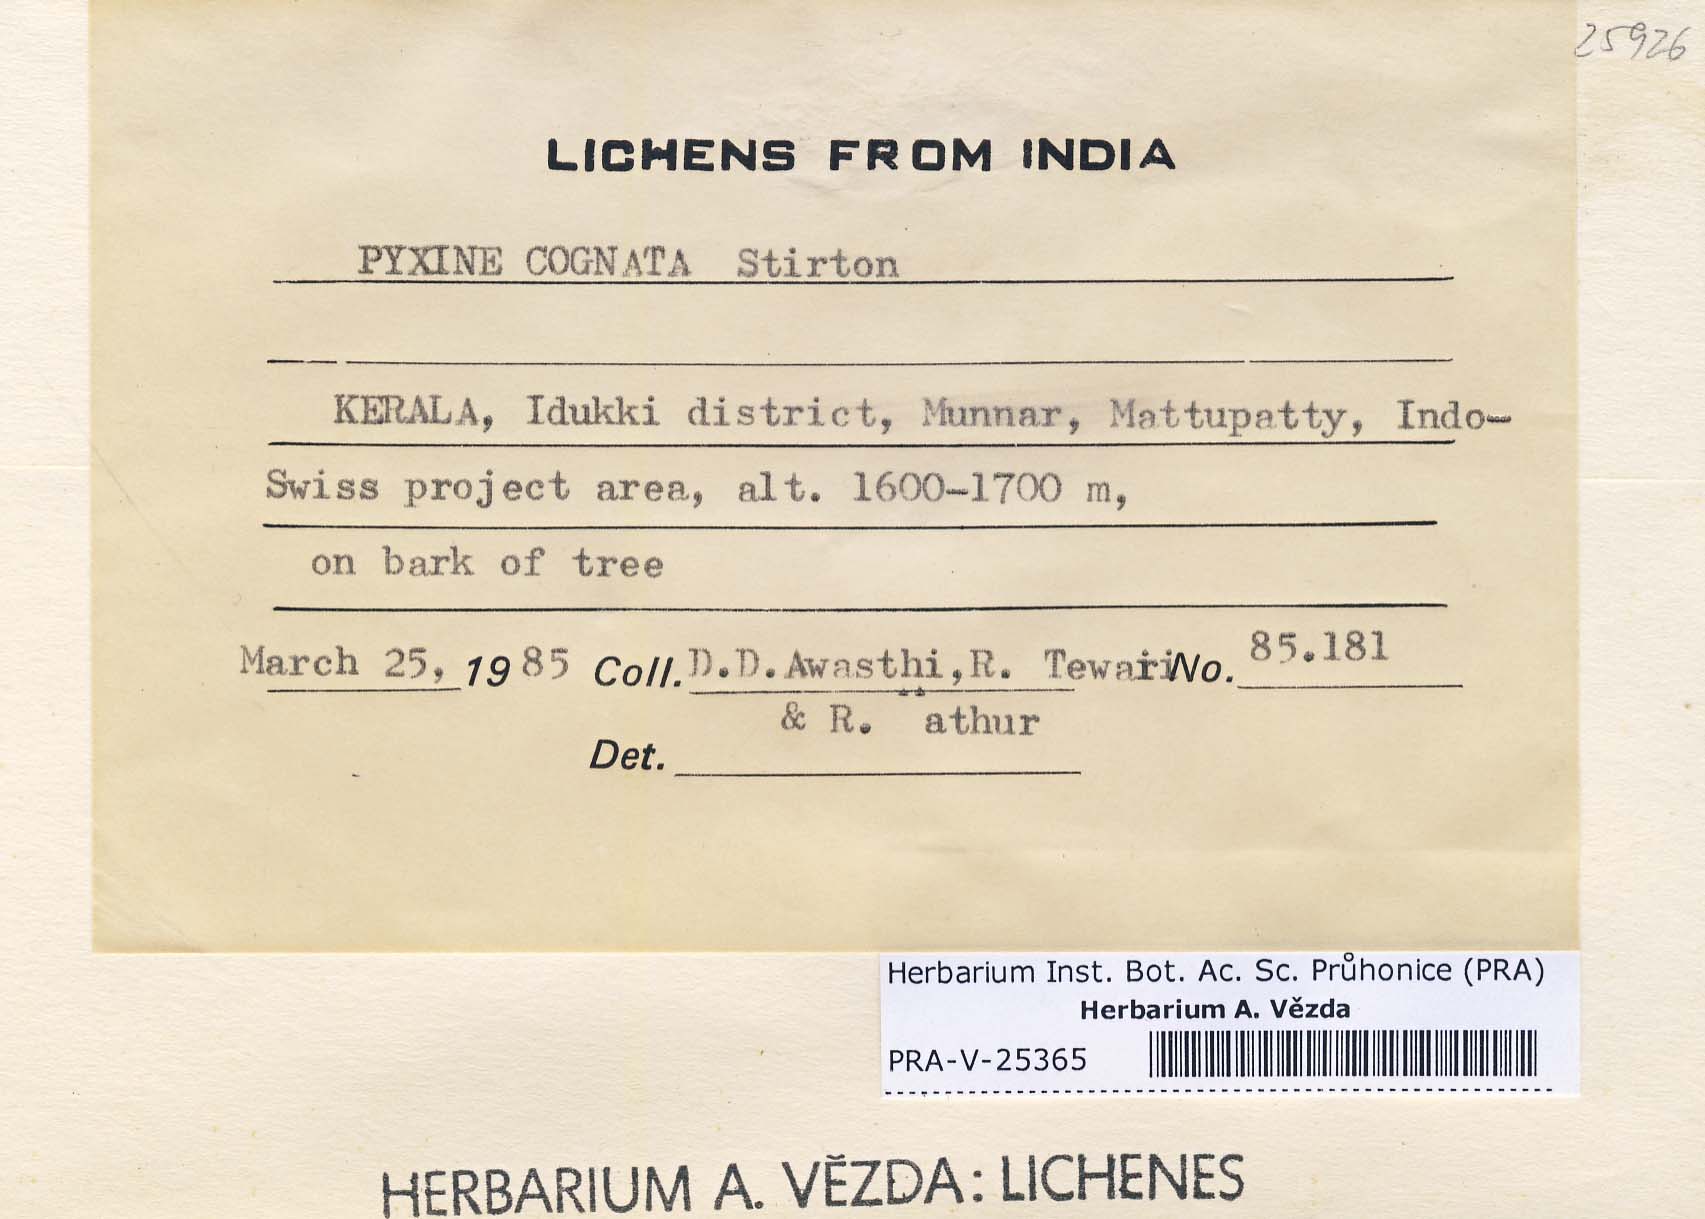 25926
LICHENS FROM INDIA
PYXINE COGNATA Stirton
KERALA, Idukki district, Munnar, Mattupatty, Indo-
Swiss project area, alt. 1600-1700 m,
on bark of tree
March 25, 1985 Coll. D.D.Awasthi,R. Tewari No. 85.181
& R. athur
Det.
Herbarium Inst. Bot. Ac. Sc. Průhonice (PRA)
Herbarium A. Vězda
PRA-V-25365
HERBARIUM A. VĚZDA: LICHENES